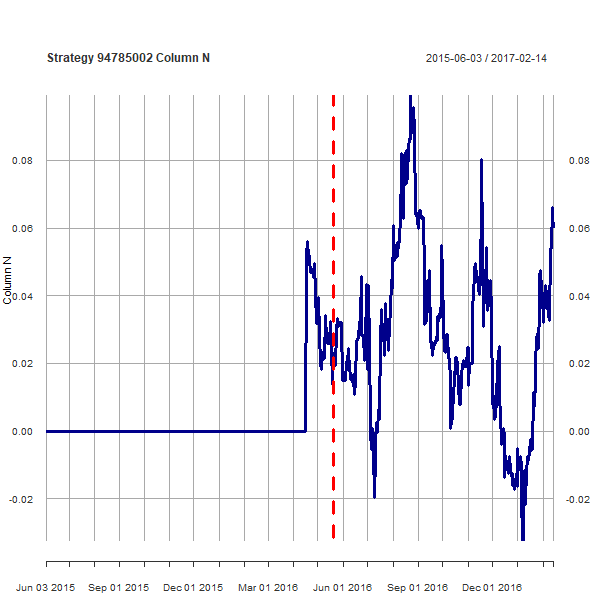 Strategy 94785002 Column N
2015-06-03 / 2017-02-14
Column N
0.08
0.06
0.04
0.02
0.00
-0.02
0.08
0.06
0.04
0.02
0.00
-0.02
Jun 03 2015
Sep 01 2015
Dec 01 2015
Mar 01 2016
Jun 01 2016
Sep 01 2016
Dec 01 2016